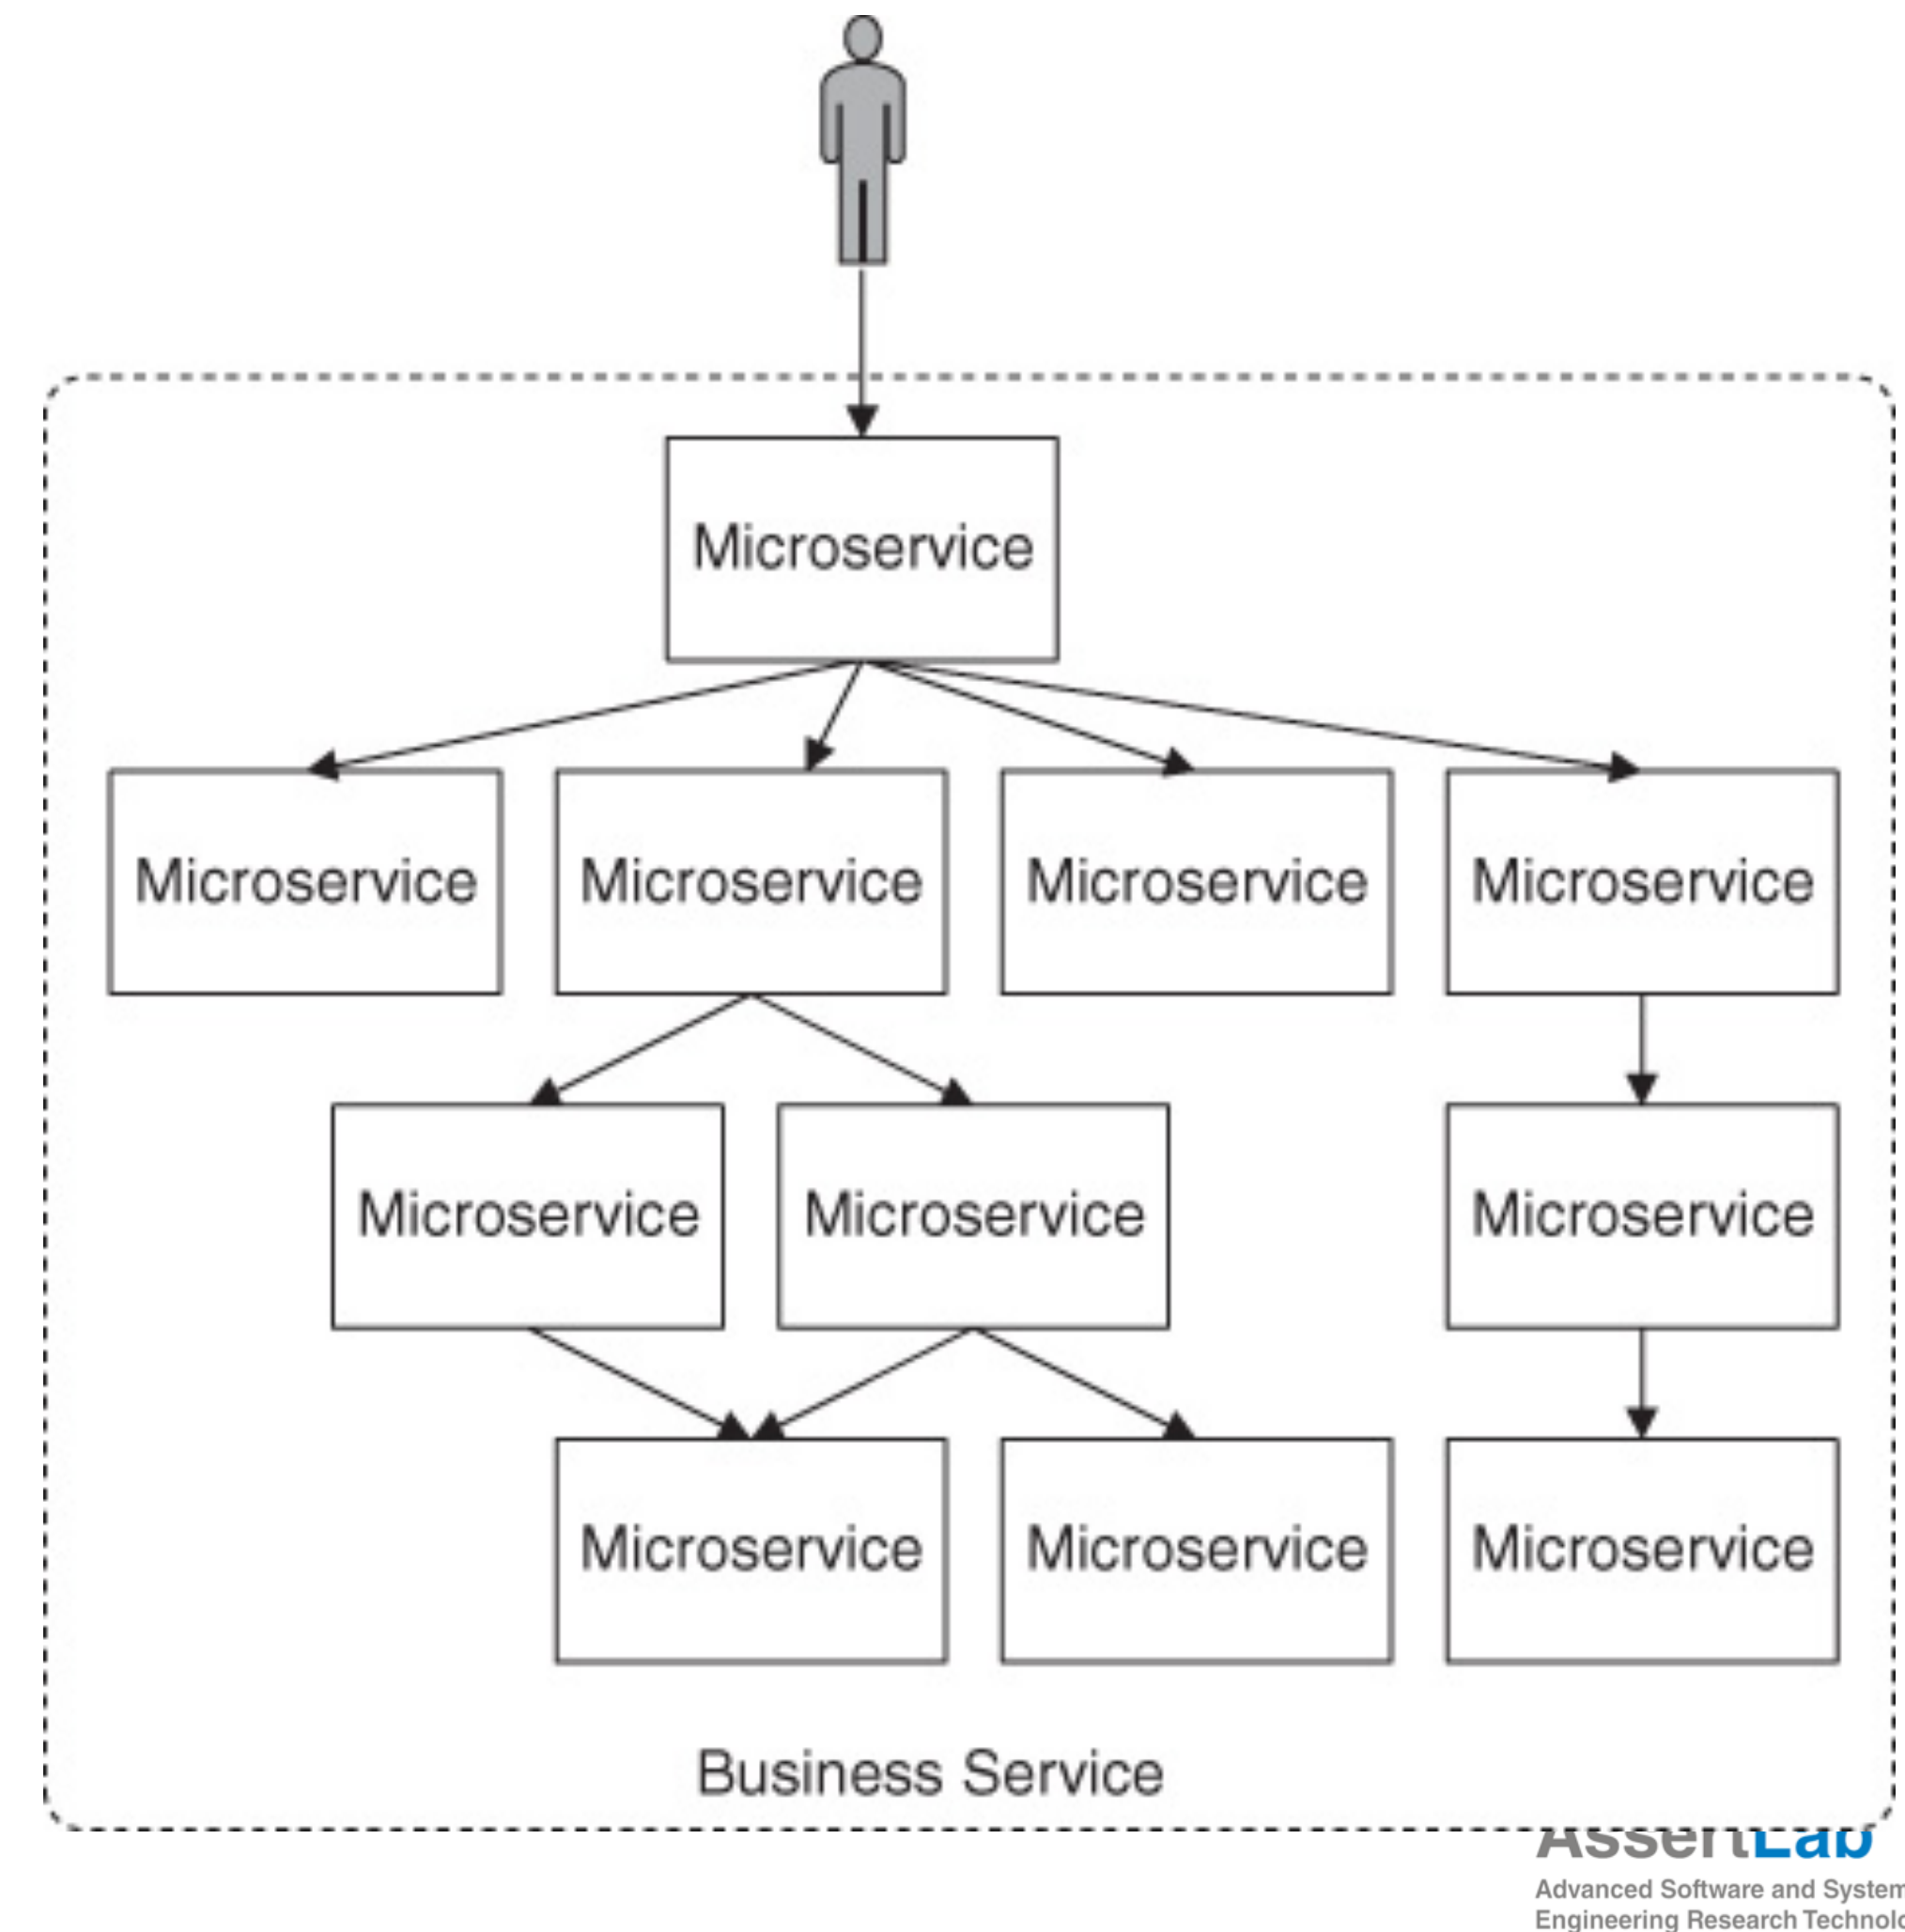 Microservice
Microservice Microservice Microservice Microservice
Microservice Microservice Microservice
Microservice Microservice Microservice
Business Service
AssertLab
Advanced Software and System
Engineering Research Technolo